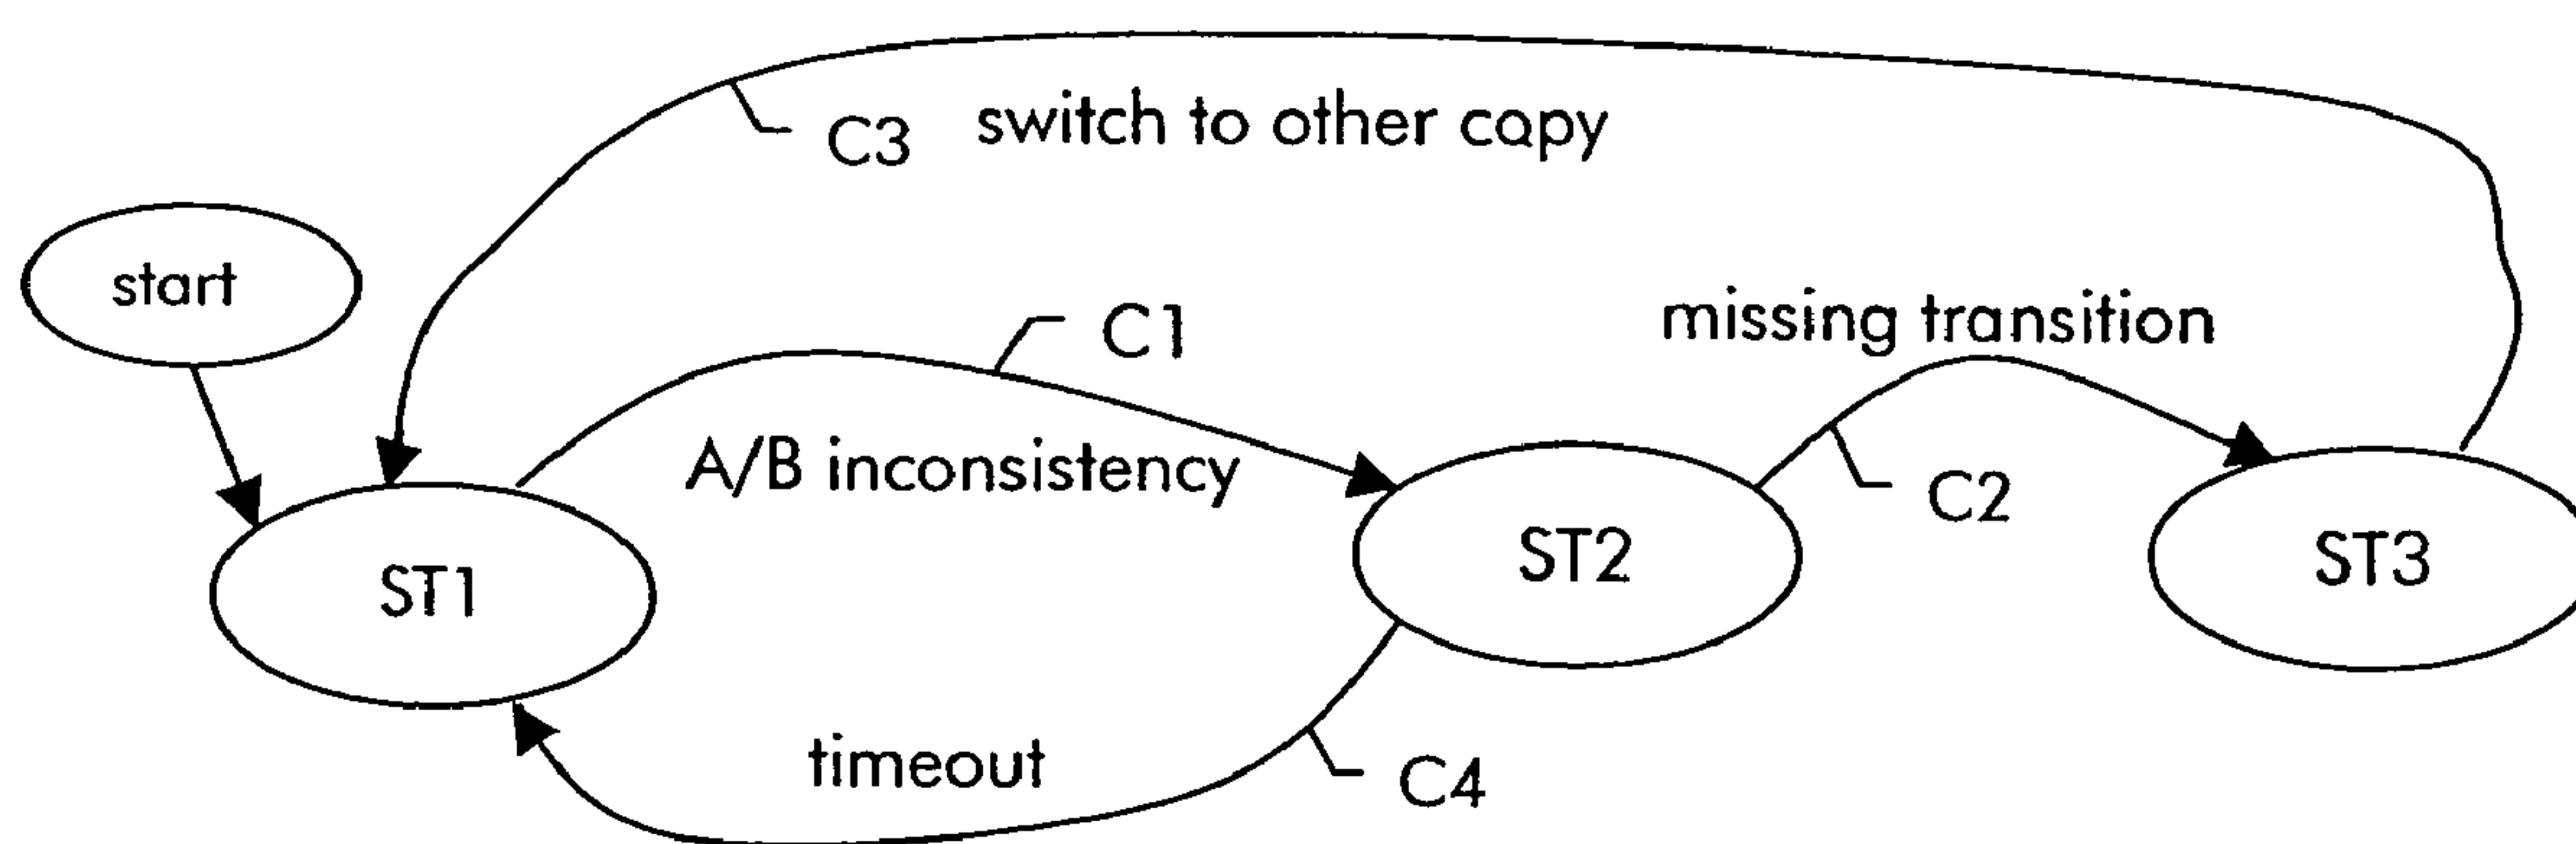 C3 switch to other copy
start
C1
missing transition
A/B inconsistency
C2
ST1
ST2
ST3
timeout
C4